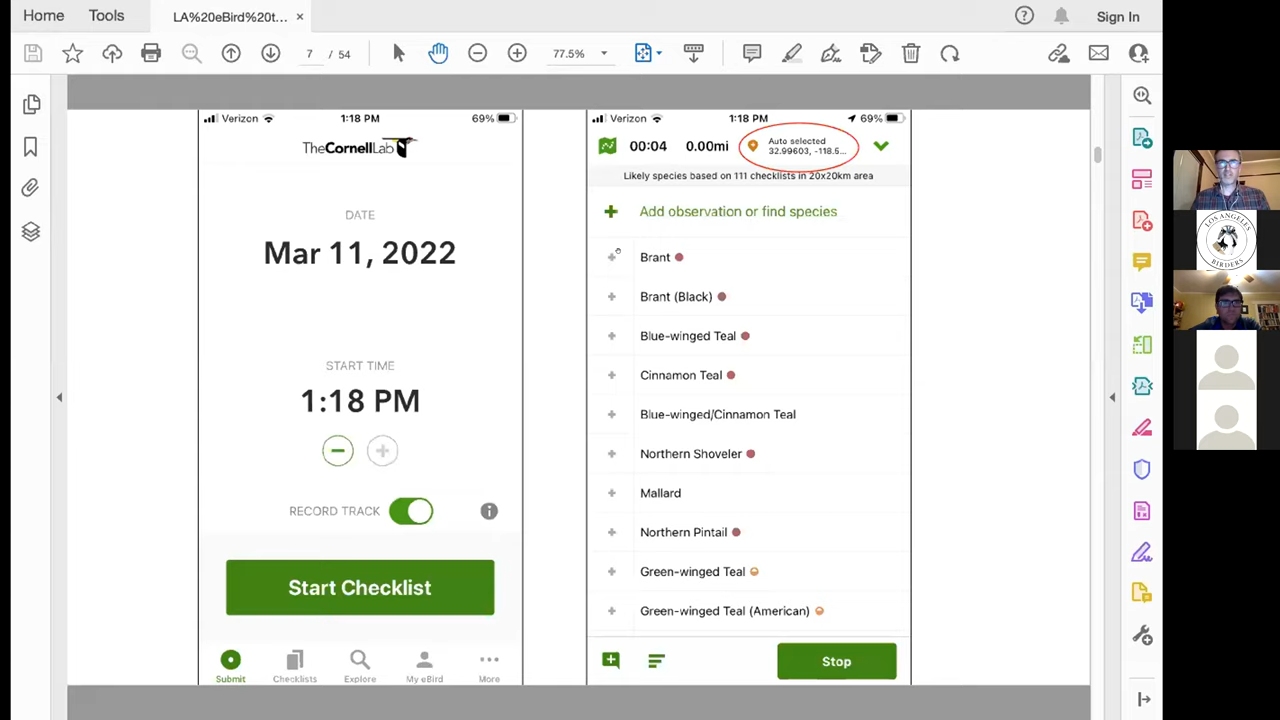 Home
Tools
LA%20eBird%20t...
Sign In
7 / 54
77.5%
Verizon
1:18 PM
69%
TheCornellLab
DATE
Mar 11, 2022
START TIME
1:18 PM
RECORD TRACK
Start Checklist
Submit
Checklists
Explore
My eBird
More
Verizon
1:18 PM
69%
00:04
0.00mi
Auto selected
32.99603, -118.5...
Likely species based on 111 checklists in 20x20km area
Add observation or find species
Brant
Brant (Black)
Blue-winged Teal
Cinnamon Teal
Blue-winged/Cinnamon Teal
Northern Shoveler
Mallard
Northern Pintail
Green-winged Teal
Green-winged Teal (American)
Stop
LOS ANGELES
BIRDERS